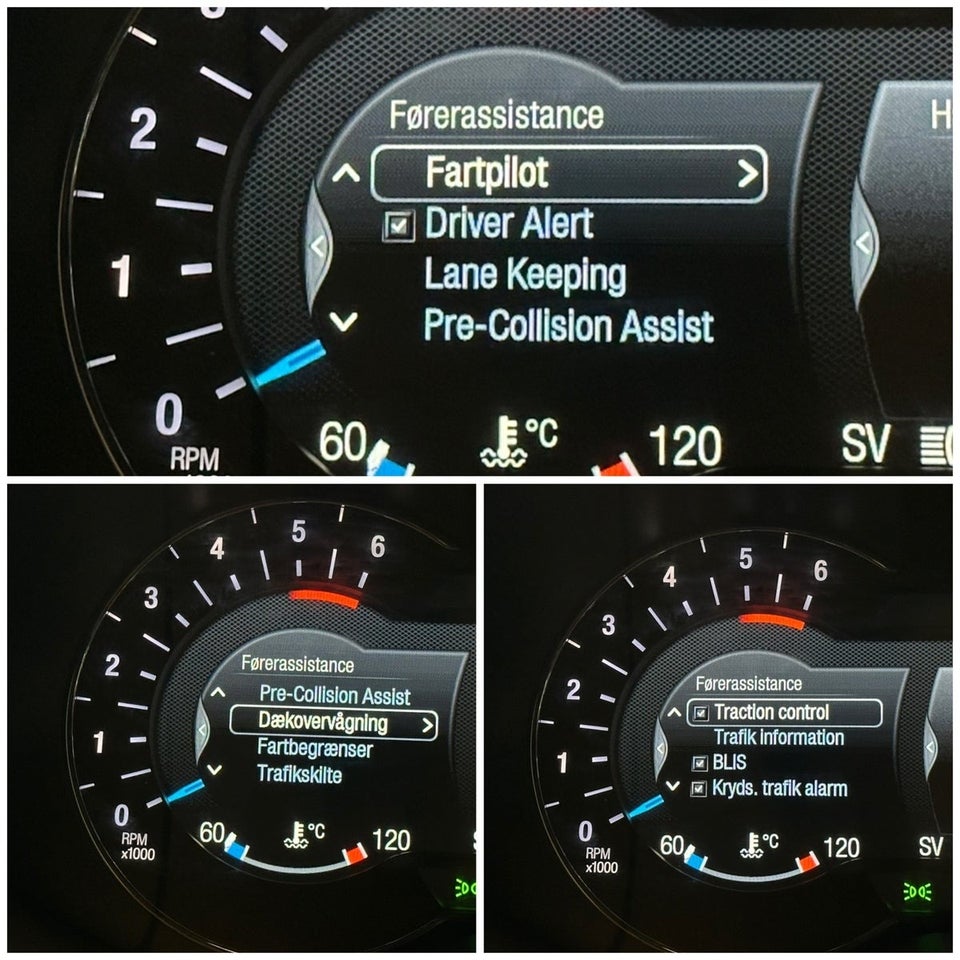 2
1
0
RPM
Førerassistance
Fartpilot
Driver Alert
Lane Keeping
Pre-Collision Assist
60 °C 120
SV
6
5
4
3
2
1
0
RPM
x1000
Førerassistance
Pre-Collision Assist
Dækovervågning
Fartbegrænser
Trafikskilte
60 °C 120
6
5
4
3
2
1
0
RPM
x1000
Førerassistance
Traction control
Trafik information
BLIS
Kryds. trafik alarm
60 °C 120
SV